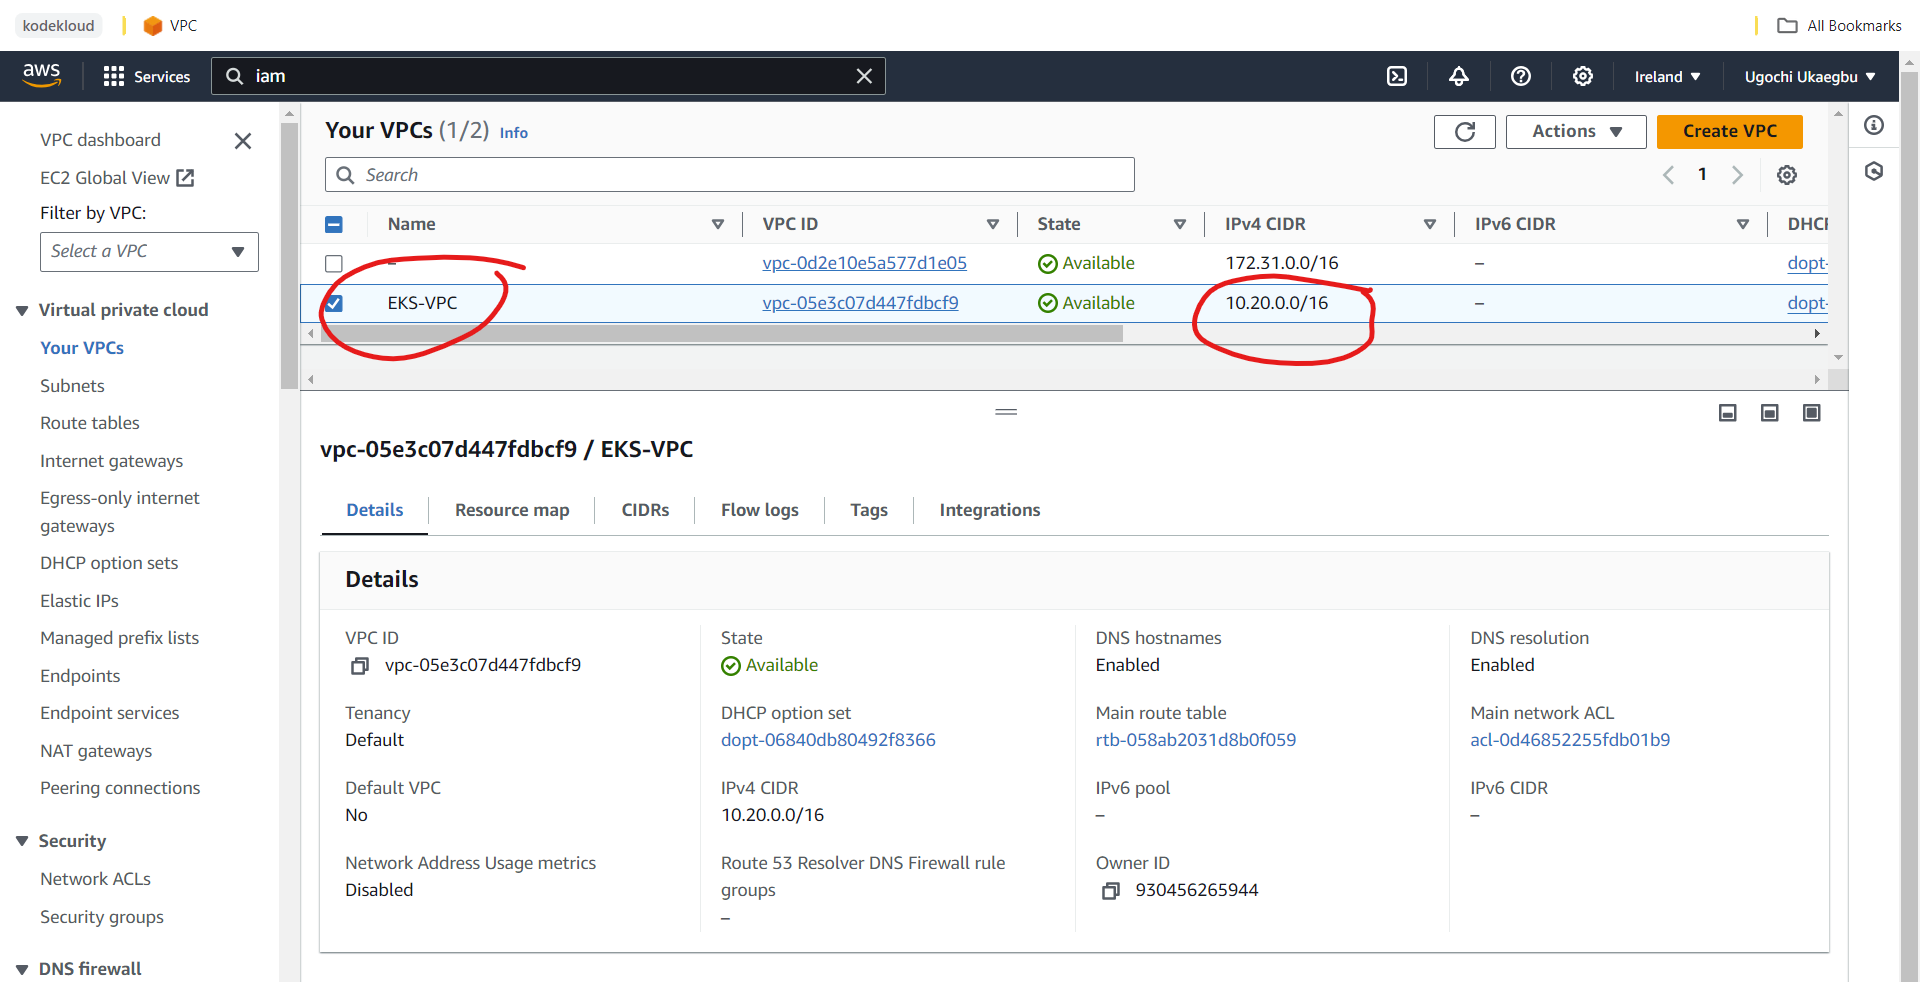 kodekloud VPC All Bookmarks
aws Services iam Ireland Ugochi Ukaegbu
VPC dashboard
EC2 Global View
Filter by VPC:
Select a VPC
Virtual private cloud
Your VPCs
Subnets
Route tables
Internet gateways
Egress-only internet
gateways
DHCP option sets
Elastic IPs
Managed prefix lists
Endpoints
Endpoint services
NAT gateways
Peering connections
Security
Network ACLs
Security groups
DNS firewall
Your VPCs (1/2) Info
Actions Create VPC
Search
1
Name VPC ID State IPv4 CIDR IPv6 CIDR DHCP
– vpc-0d2e10e5a577d1e05 Available 172.31.0.0/16 – dopt-
EKS-VPC vpc-05e3c07d447fdbcf9 Available 10.20.0.0/16 – dopt-
vpc-05e3c07d447fdbcf9 / EKS-VPC
Details Resource map CIDRs Flow logs Tags Integrations
Details
VPC ID
vpc-05e3c07d447fdbcf9
State
Available
DNS hostnames
Enabled
DNS resolution
Enabled
Tenancy
Default
DHCP option set
dopt-06840db80492f8366
Main route table
rtb-058ab2031d8b0f059
Main network ACL
acl-0d46852255fdb01b9
Default VPC
No
IPv4 CIDR
10.20.0.0/16
IPv6 pool
–
IPv6 CIDR
–
Network Address Usage metrics
Disabled
Route 53 Resolver DNS Firewall rule
groups
–
Owner ID
930456265944